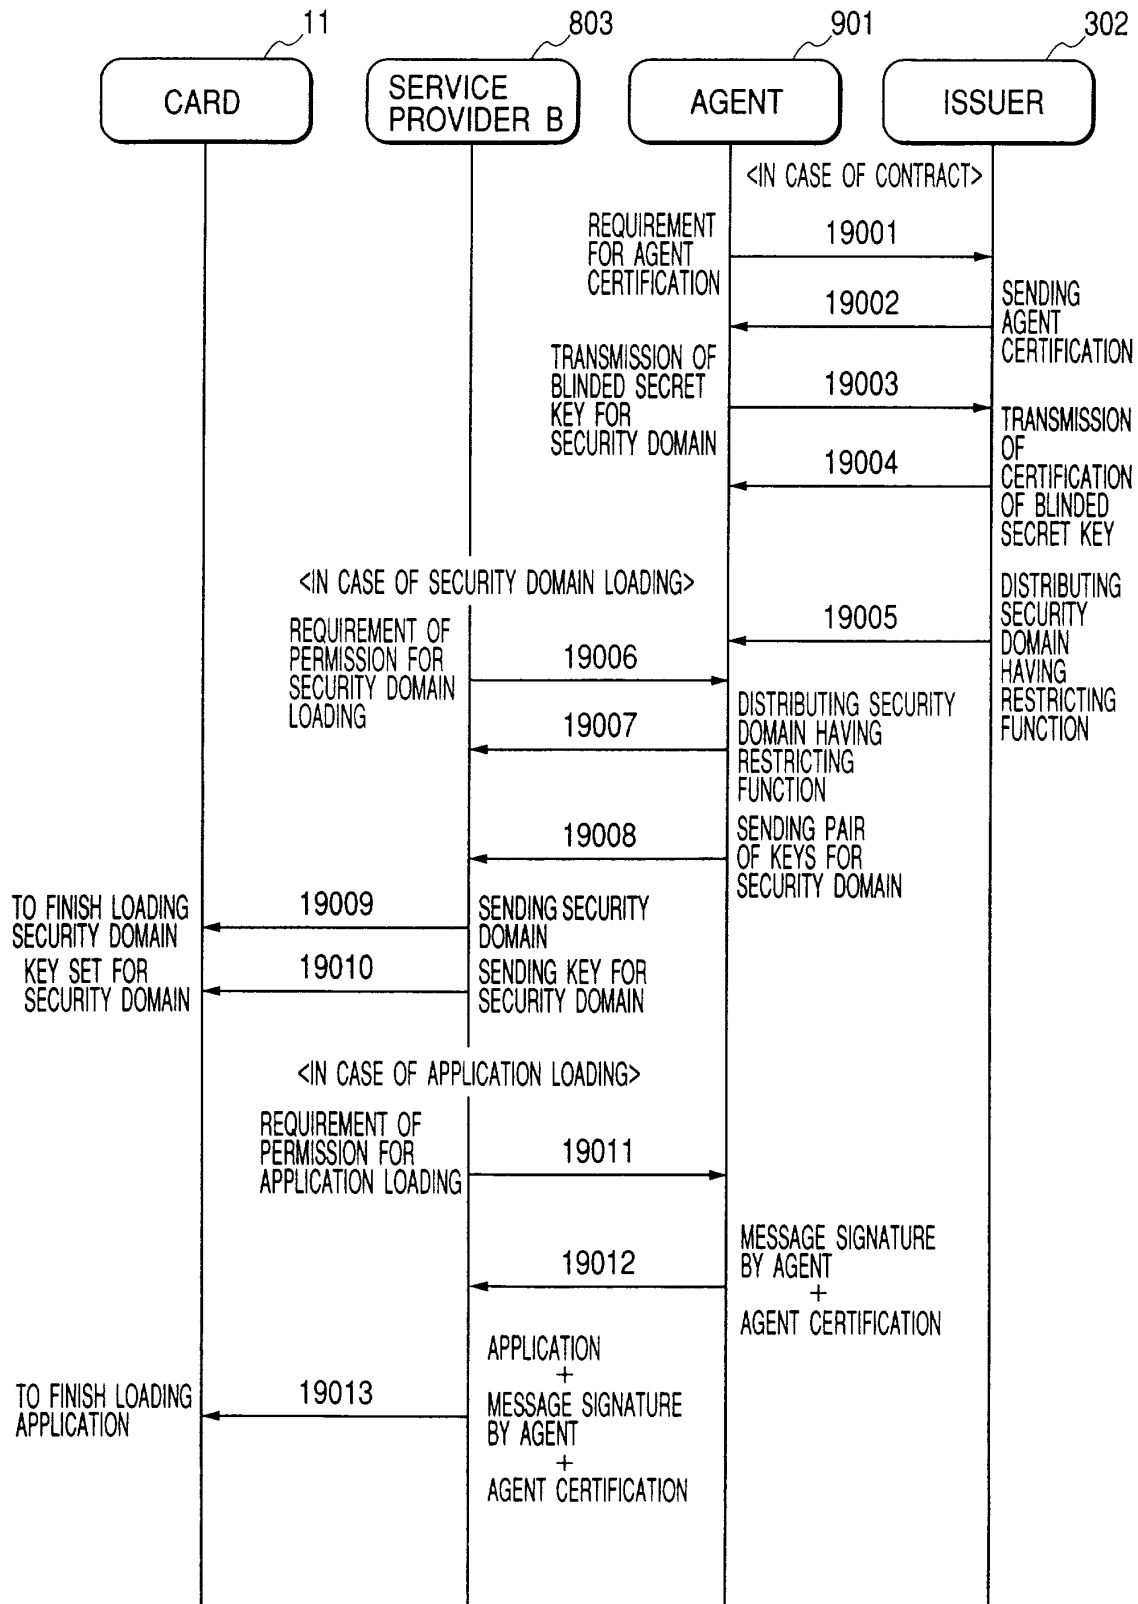 11
803
901
302
CARD
SERVICE
PROVIDER B
AGENT
ISSUER
<IN CASE OF CONTRACT>
REQUIREMENT
FOR AGENT
CERTIFICATION
19001
19002
SENDING
AGENT
CERTIFICATION
TRANSMISSION OF
BLINDED SECRET
KEY FOR
SECURITY DOMAIN
19003
19004
TRANSMISSION
OF
CERTIFICATION
OF BLINDED
SECRET KEY
<IN CASE OF SECURITY DOMAIN LOADING>
19005
DISTRIBUTING
SECURITY
DOMAIN
HAVING
RESTRICTING
FUNCTION
REQUIREMENT OF
PERMISSION FOR
SECURITY DOMAIN
LOADING
19006
19007
DISTRIBUTING SECURITY
DOMAIN HAVING
RESTRICTING
FUNCTION
19008
SENDING PAIR
OF KEYS FOR
SECURITY DOMAIN
TO FINISH LOADING
SECURITY DOMAIN
19009
SENDING SECURITY
DOMAIN
KEY SET FOR
SECURITY DOMAIN
19010
SENDING KEY FOR
SECURITY DOMAIN
<IN CASE OF APPLICATION LOADING>
REQUIREMENT OF
PERMISSION FOR
APPLICATION LOADING
19011
19012
MESSAGE SIGNATURE
BY AGENT
+
AGENT CERTIFICATION
TO FINISH LOADING
APPLICATION
19013
APPLICATION
+
MESSAGE SIGNATURE
BY AGENT
+
AGENT CERTIFICATION